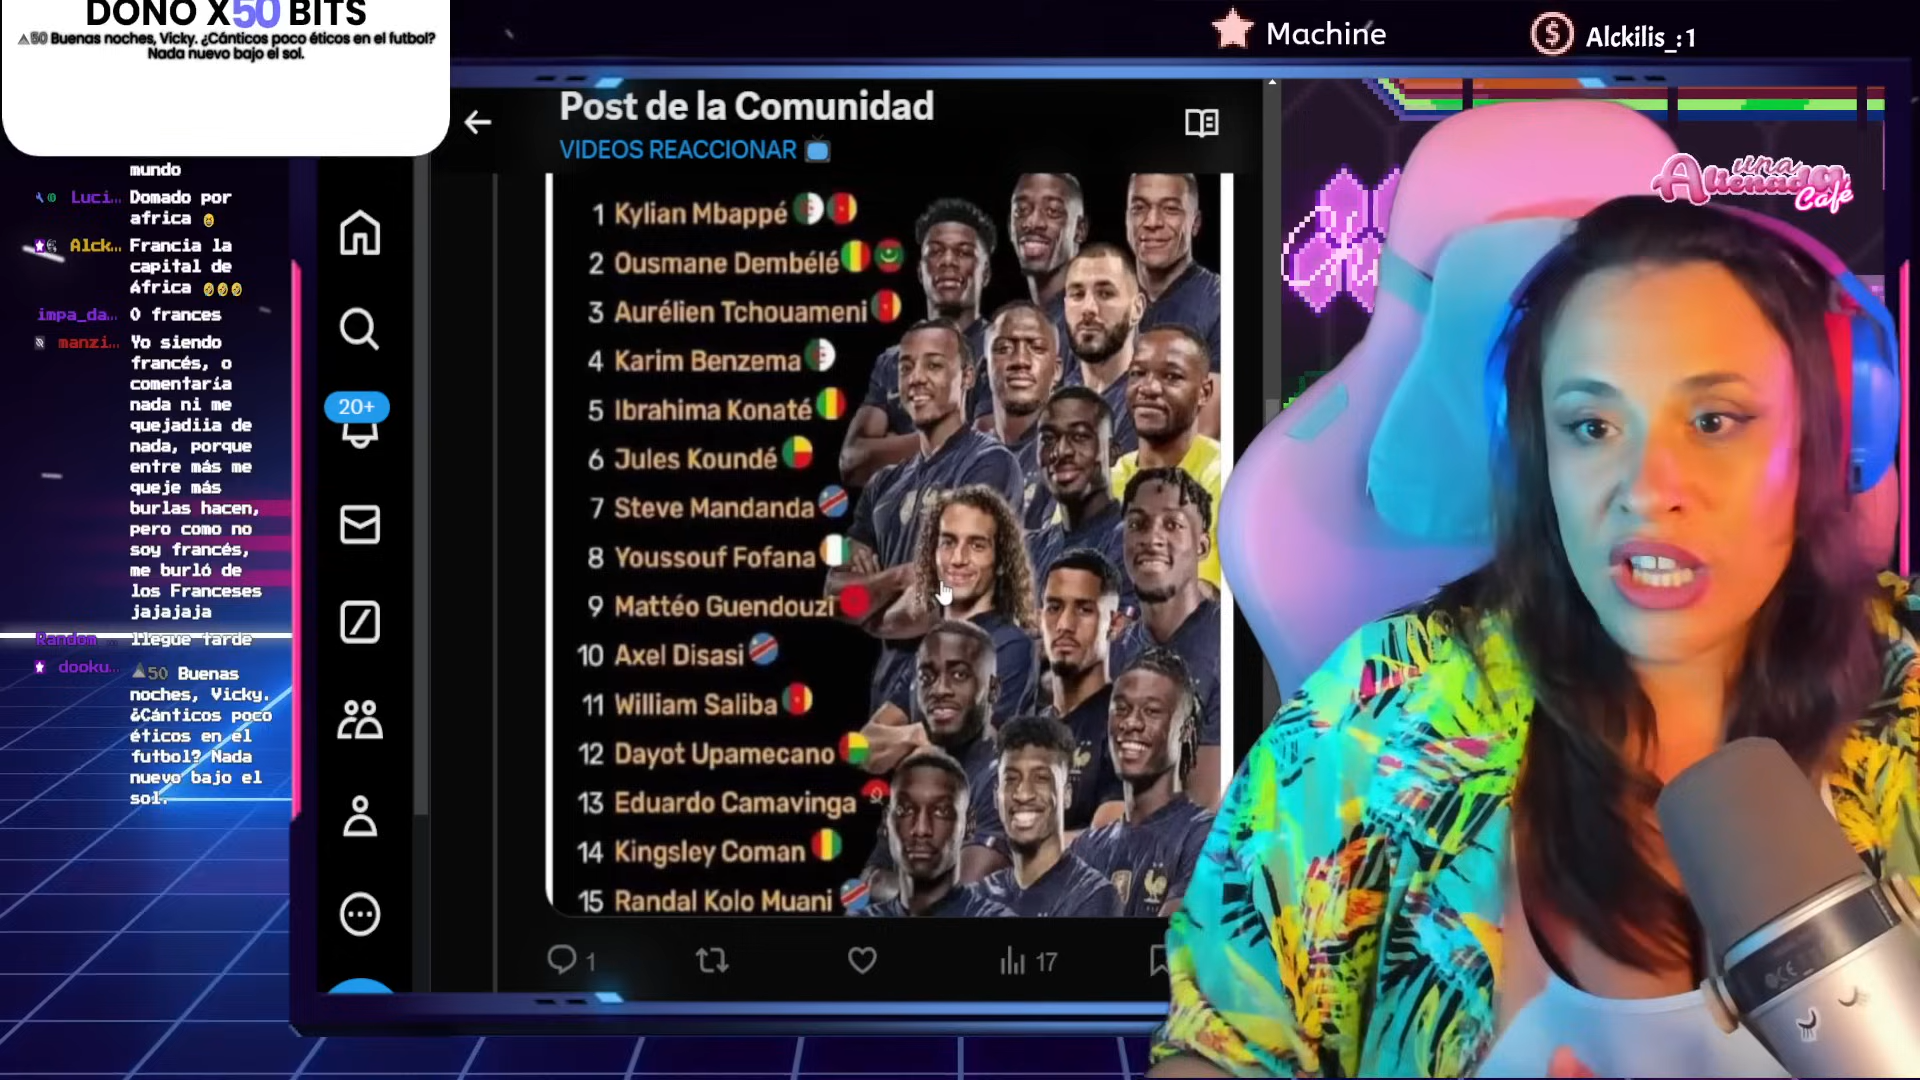 DONO X50 BITS
50 Buenas noches, Vicky. ¿Cánticos poco éticos en el futbol?
Nada nuevo bajo el sol.
Machine
Alckilis_: 1
Post de la Comunidad
VIDEOS REACCIONAR
una
Alienada
Café
mundo
Luci... Domado por
africa
Alck... Francia la
capital de
áfrica
impa_da... 0 frances
manzi... Yo siendo
francés, o
comentaría
nada ni me
quejadiia de
nada, porque
entre más me
queje más
burlas hacen,
pero como no
soy francés,
me burló de
los Franceses
jajajaja
Random ... llegue tarde
dooku... 50 Buenas
noches, Vicky.
¿Cánticos poco
éticos en el
futbol? Nada
nuevo bajo el
sol.
20+
1 Kylian Mbappé
2 Ousmane Dembélé
3 Aurélien Tchouameni
4 Karim Benzema
5 Ibrahima Konaté
6 Jules Koundé
7 Steve Mandanda
8 Youssouf Fofana
9 Mattéo Guendouzi
10 Axel Disasi
11 William Saliba
12 Dayot Upamecano
13 Eduardo Camavinga
14 Kingsley Coman
15 Randal Kolo Muani
1
17